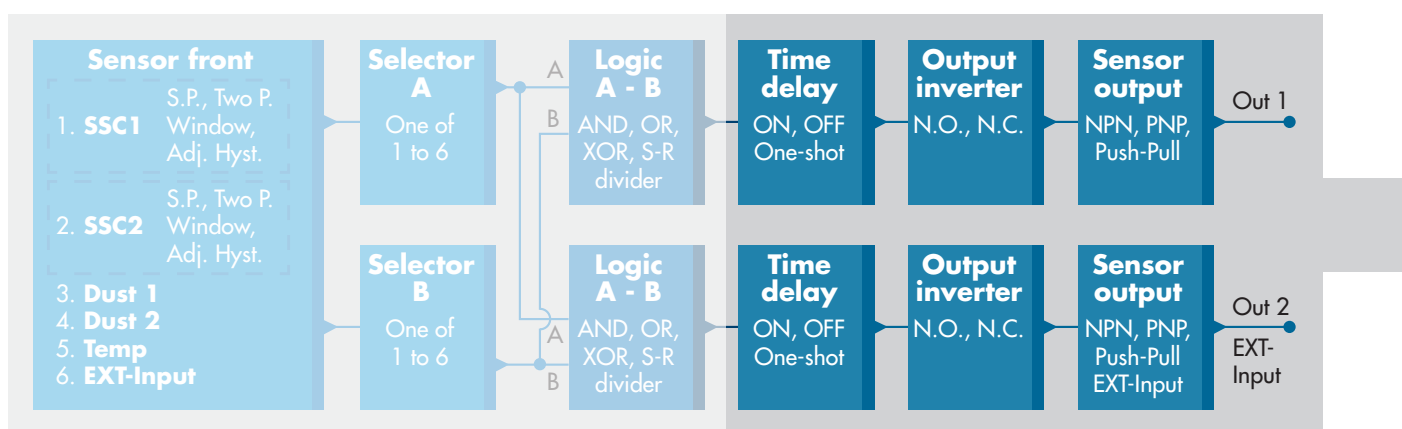 Sensor front
S.P., Two P.
1. SSC1 Window,
Adj. Hyst.
S.P., Two P.
2. SSC2 Window,
Adj. Hyst.
3. Dust 1
4. Dust 2
5. Temp
6. EXT-Input
Selector
A
One of
1 to 6
A
B
Logic
A - B
AND, OR,
XOR, S-R
divider
Time
delay
ON, OFF
One-shot
Output
inverter
N.O., N.C.
Sensor
output
NPN, PNP,
Push-Pull
Out 1
Selector
B
One of
1 to 6
A
B
Logic
A - B
AND, OR,
XOR, S-R
divider
Time
delay
ON, OFF
One-shot
Output
inverter
N.O., N.C.
Sensor
output
NPN, PNP,
Push-Pull
EXT-Input
Out 2
EXT-
Input